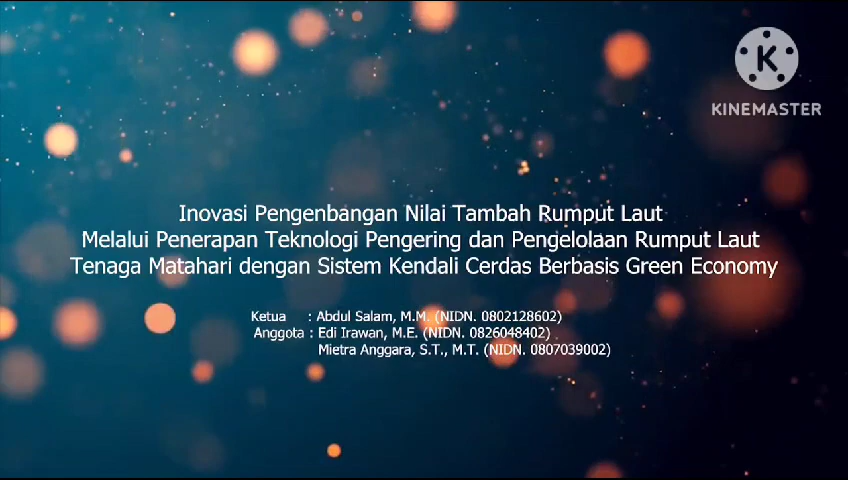 KINEMASTER
Inovasi Pengenbangan Nilai Tambah Rumput Laut
Melalui Penerapan Teknologi Pengering dan Pengelolaan Rumput Laut
Tenaga Matahari dengan Sistem Kendali Cerdas Berbasis Green Economy
Ketua : Abdul Salam, M.M. (NIDN. 0802128602)
Anggota : Edi Irawan, M.E. (NIDN. 0826048402)
Mietra Anggara, S.T., M.T. (NIDN. 0807039002)